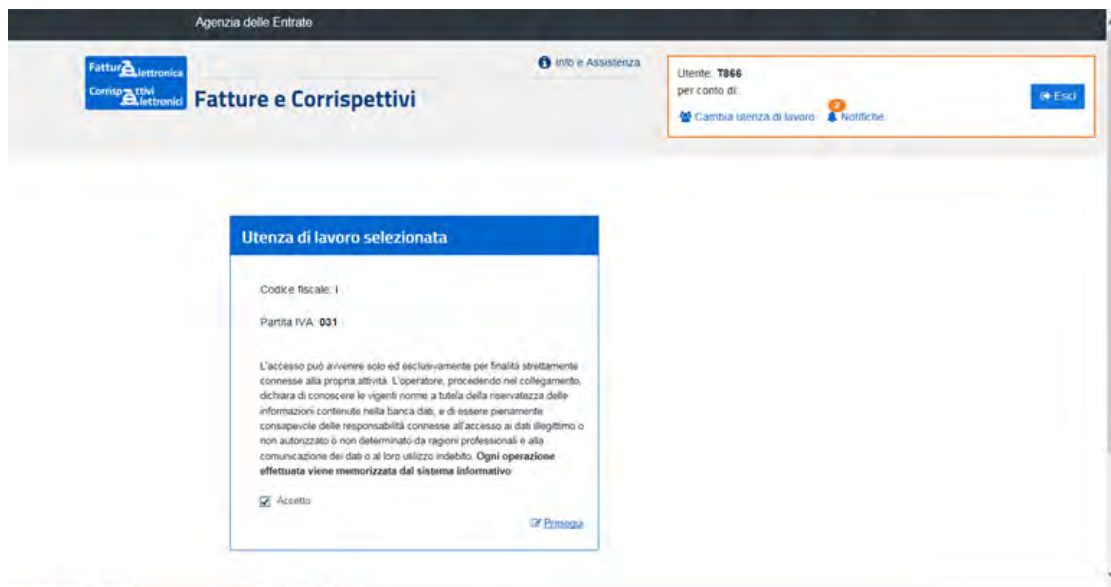 Agenzia delle Entrate
FatturaElettronica
CorrispettiviElettronici
Fatture e Corrispettivi
Info e Assistenza
Utente: T866
per conto di:
Cambia utenza di lavoro 2 Notifiche
Esci
Utenza di lavoro selezionata
Codice fiscale: I
Partita IVA: 031
L'accesso può avvenire solo ed esclusivamente per finalità strettamente
connesse alla propria attività. L'operatore, procedendo nel collegamento,
dichiara di conoscere le vigenti norme a tutela della riservatezza delle
informazioni contenute nella banca dati, e di essere pienamente
consapevole delle responsabilità connesse all'accesso ai dati illegittimo o
non autorizzato o non determinato da ragioni professionali e alla
comunicazione dei dati o al loro utilizzo indebito. Ogni operazione
effettuata viene memorizzata dal sistema informativo
Accetto
Prosegui